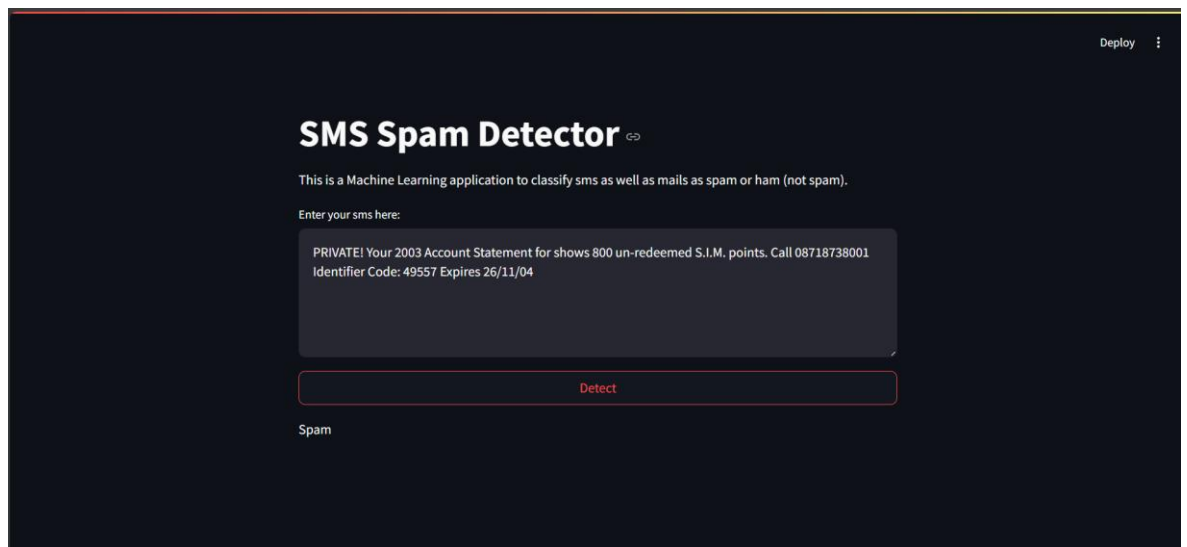 Deploy
SMS Spam Detector
This is a Machine Learning application to classify sms as well as mails as spam or ham (not spam).
Enter your sms here:
PRIVATE! Your 2003 Account Statement for shows 800 un-redeemed S.I.M. points. Call 08718738001
Identifier Code: 49557 Expires 26/11/04
Detect
Spam